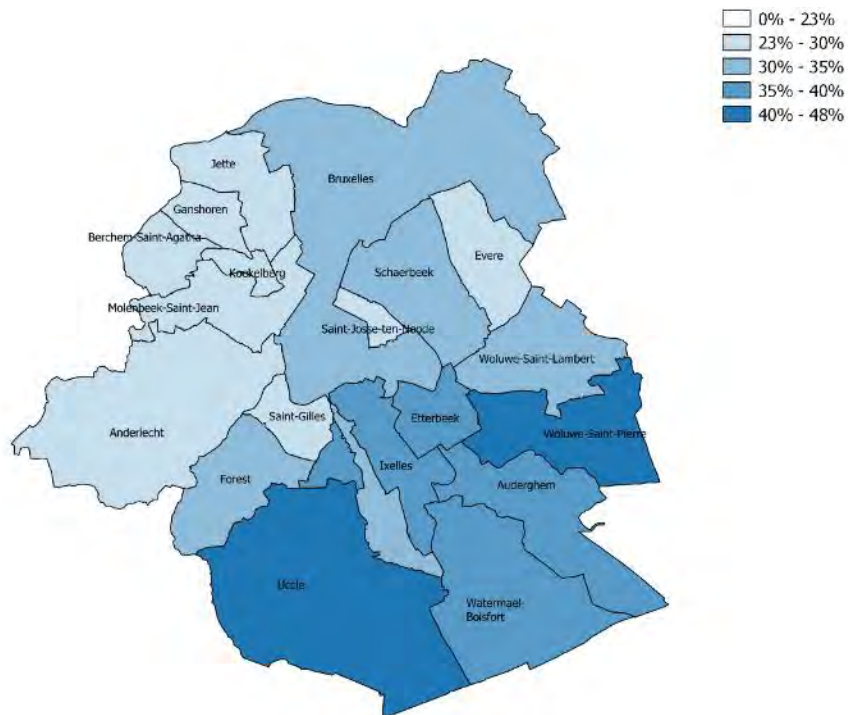 0% - 23%
23% - 30%
30% - 35%
35% - 40%
40% - 48%
Jette
Bruxelles
Ganshoren
Berchem-Saint-Agatha
Evere
Koekelberg
Schaerbeek
Molenbeek-Saint-Jean
Saint-Josse-ten-Noode
Woluwe-Saint-Lambert
Saint-Gilles
Etterbeek
Anderlecht
Woluwe-Saint-Pierre
Ixelles
Forest
Auderghem
Uccle
Watermael-
Boisfort